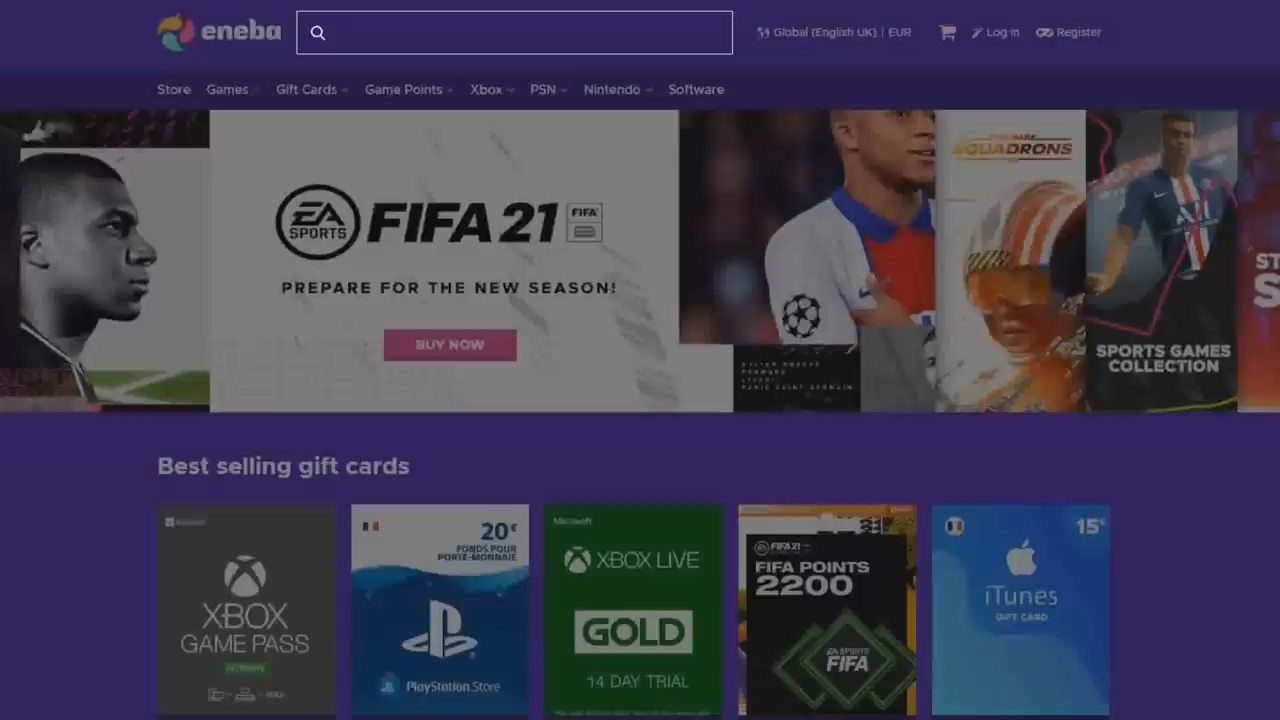 eneba
Global (English UK) | EUR
Log in
Register
Store
Games
Gift Cards
Game Points
Xbox
PSN
Nintendo
Software
EA
SPORTS
FIFA 21
FIFA
PREPARE FOR THE NEW SEASON!
BUY NOW
SQUADRONS
SPORTS GAMES
COLLECTION
ST
S
Best selling gift cards
XBOX
GAME PASS
20€
FONDS POUR
PORTE-MONNAIE
PlayStation Store
Microsoft
XBOX LIVE
GOLD
14 DAY TRIAL
FIFA 21
FIFA POINTS
2200
EA SPORTS
FIFA
15€
iTunes
GIFT CARD